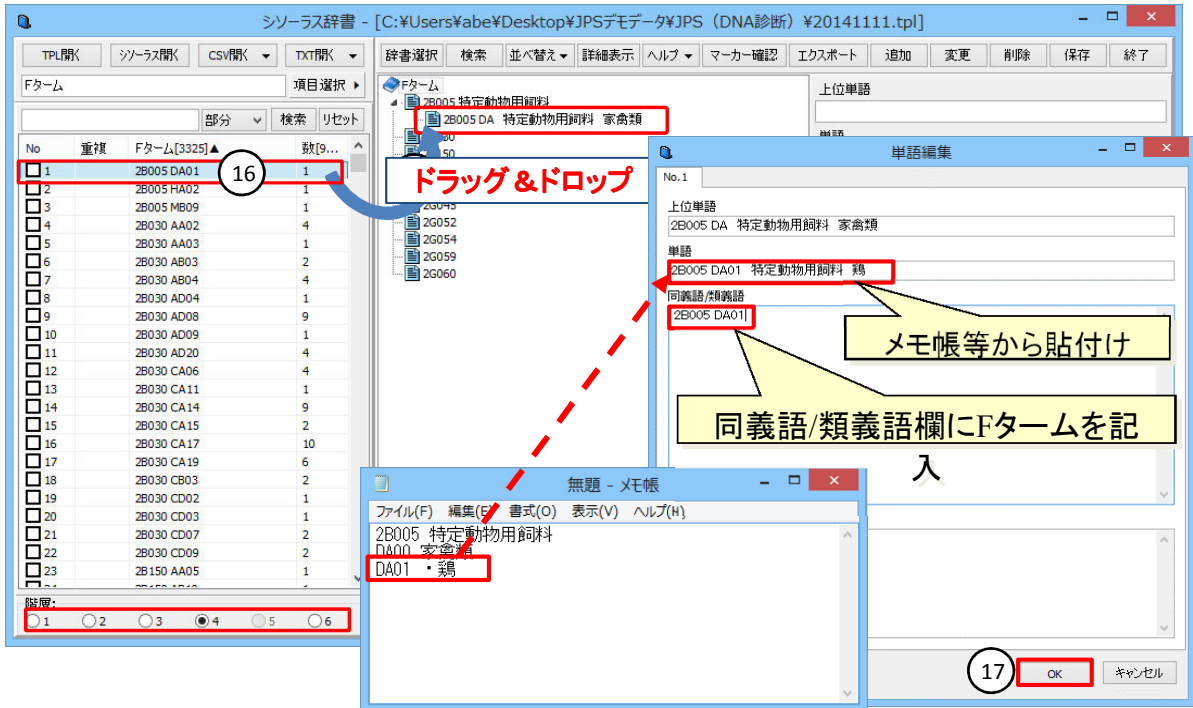 シソーラス辞書 - [C:¥Users¥abe¥Desktop¥JPSデモデータ¥JPS（DNA診断）¥20141111.tpl]
TPL開く シソーラス開く CSV開く TXT開く
辞書選択 検索 並べ替え 詳細表示 ヘルプ マーカー確認 エクスポート 追加 変更 削除 保存 終了
Fターム 項目選択
部分 検索 リセット
No 重複 Fターム[3325]▲ 数[9...
1 2B005 DA01 1
2 2B005 HA02 1
3 2B005 MB09 1
4 2B030 AA02 4
5 2B030 AA03 1
6 2B030 AB03 2
7 2B030 AB04 4
8 2B030 AD04 1
9 2B030 AD08 9
10 2B030 AD09 1
11 2B030 AD20 4
12 2B030 CA06 4
13 2B030 CA11 1
14 2B030 CA14 9
15 2B030 CA15 2
16 2B030 CA17 10
17 2B030 CA19 6
18 2B030 CB03 2
19 2B030 CD02 1
20 2B030 CD03 1
21 2B030 CD07 2
22 2B030 CD09 2
23 2B150 AA05 1
階層:
1 2 3 4 5 6
16
Fターム
2B005 特定動物用飼料
2B005 DA 特定動物用飼料 家禽類
ドラッグ＆ドロップ
2G045
2G052
2G054
2G059
2G060
上位単語
単語
単語編集
No.1
上位単語
2B005 DA 特定動物用飼料 家禽類
単語
2B005 DA01 特定動物用飼料 鶏
同義語/類義語
2B005 DA01
メモ帳等から貼付け
同義語/類義語欄にFタームを記
入
17
OK キャンセル
無題 - メモ帳
ファイル(F) 編集(E) 書式(O) 表示(V) ヘルプ(H)
2B005 特定動物用飼料
DA00 家禽類
DA01 ・鶏